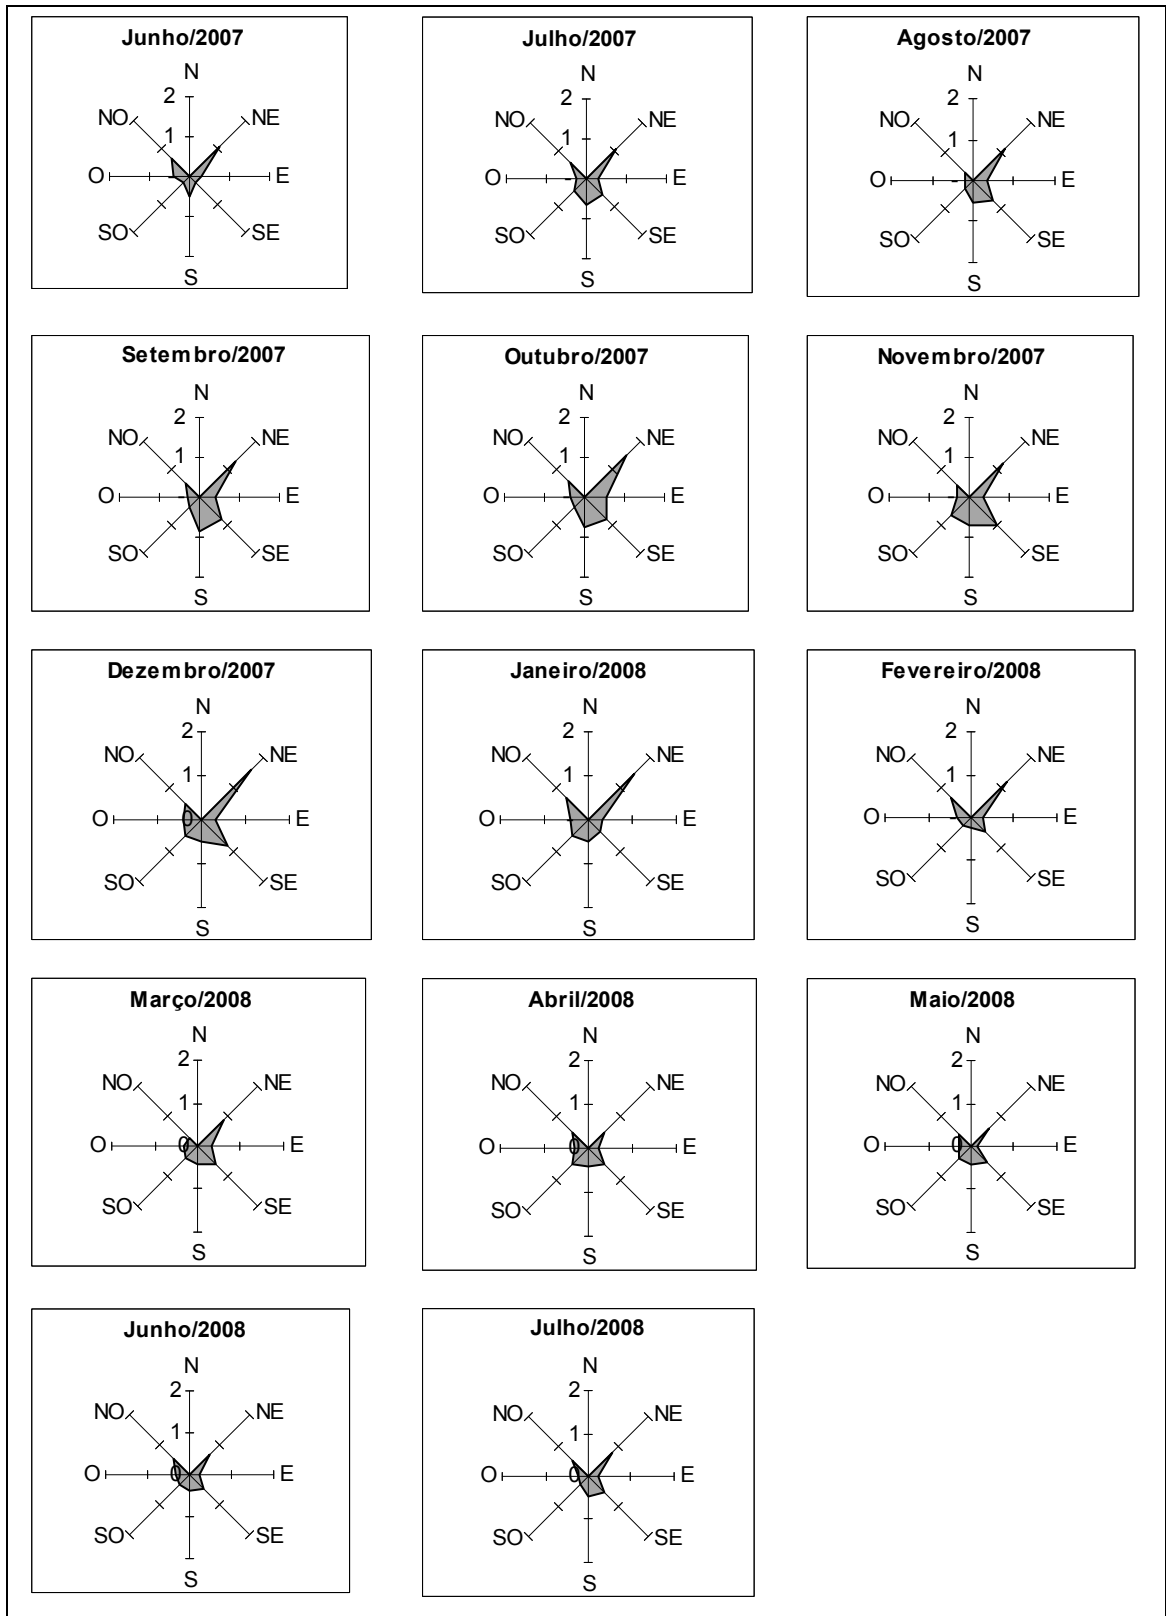 Junho/2007
N
2
NO
NE
1
O
-
E
SO
SE
S
Julho/2007
N
2
NO
NE
1
O
-
E
SO
SE
S
Agosto/2007
N
2
NO
NE
1
O
-
E
SO
SE
S
Setembro/2007
N
2
NO
NE
1
O
-
E
SO
SE
S
Outubro/2007
N
2
NO
NE
1
O
-
E
SO
SE
S
Novembro/2007
N
2
NO
NE
1
O
-
E
SO
SE
S
Dezembro/2007
N
2
NO
NE
1
O
0
E
SO
SE
S
Janeiro/2008
N
2
NO
NE
1
O
-
E
SO
SE
S
Fevereiro/2008
N
2
NO
NE
1
O
-
E
SO
SE
S
Março/2008
N
2
NO
NE
1
O
0
E
SO
SE
S
Abril/2008
N
2
NO
NE
1
O
0
E
SO
SE
S
Maio/2008
N
2
NO
NE
1
O
0
E
SO
SE
S
Junho/2008
N
2
NO
NE
1
O
0
E
SO
SE
S
Julho/2008
N
2
NO
NE
1
O
0
E
SO
SE
S